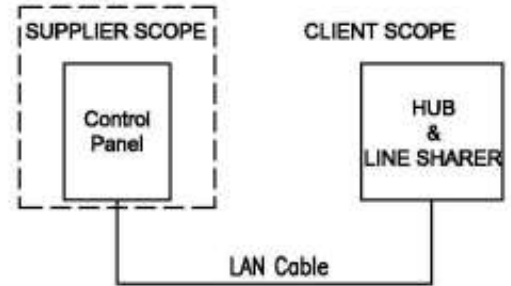 SUPPLIER SCOPE
CLIENT SCOPE
Control
Panel
HUB
&
LINE SHARER
LAN Cable